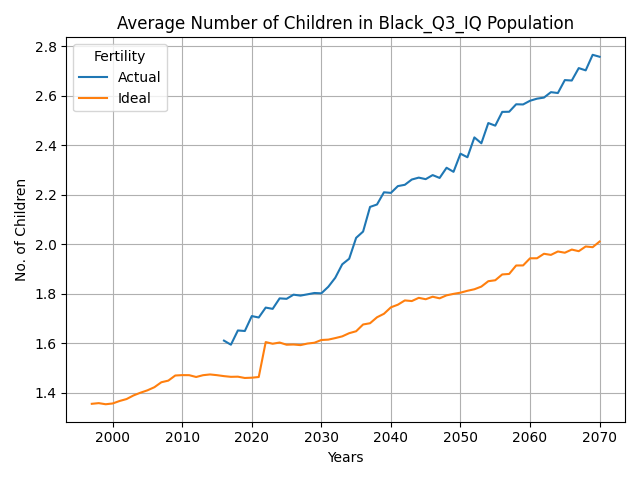 Average Number of Children in Black_Q3_IQ Population
Fertility
Actual
Ideal
No. of Children
2.8
2.6
2.4
2.2
2.0
1.8
1.6
1.4
2000 2010 2020 2030 2040 2050 2060 2070
Years